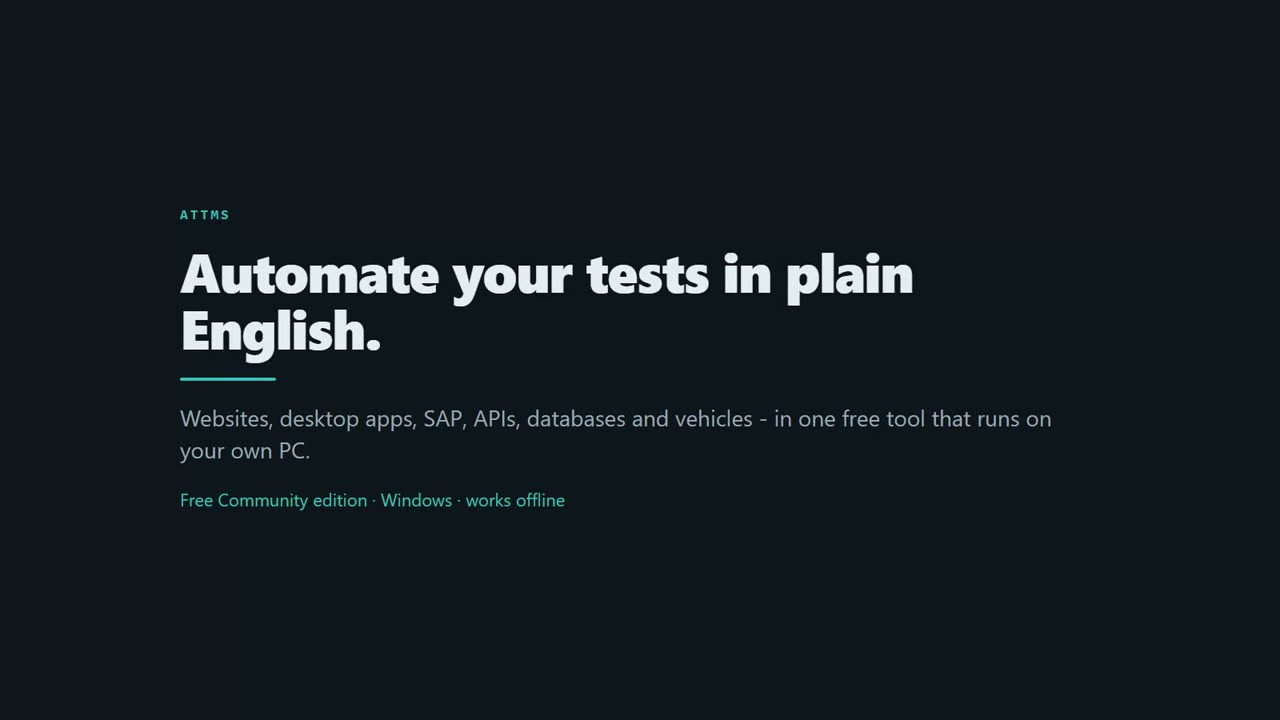 ATTMS
Automate your tests in plain
English.
Websites, desktop apps, SAP, APIs, databases and vehicles - in one free tool that runs on
your own PC.
Free Community edition · Windows · works offline